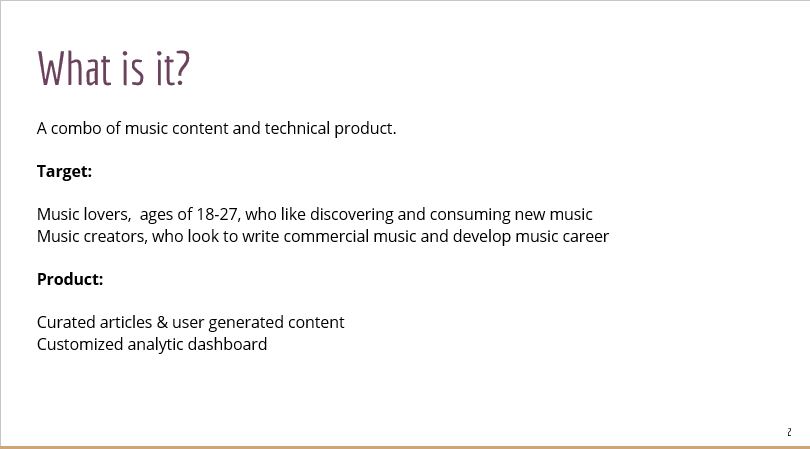 What is it?
A combo of music content and technical product.
Target:
Music lovers,  ages of 18-27, who like discovering and consuming new music
Music creators, who look to write commercial music and develop music career
Product:
Curated articles & user generated content
Customized analytic dashboard
2